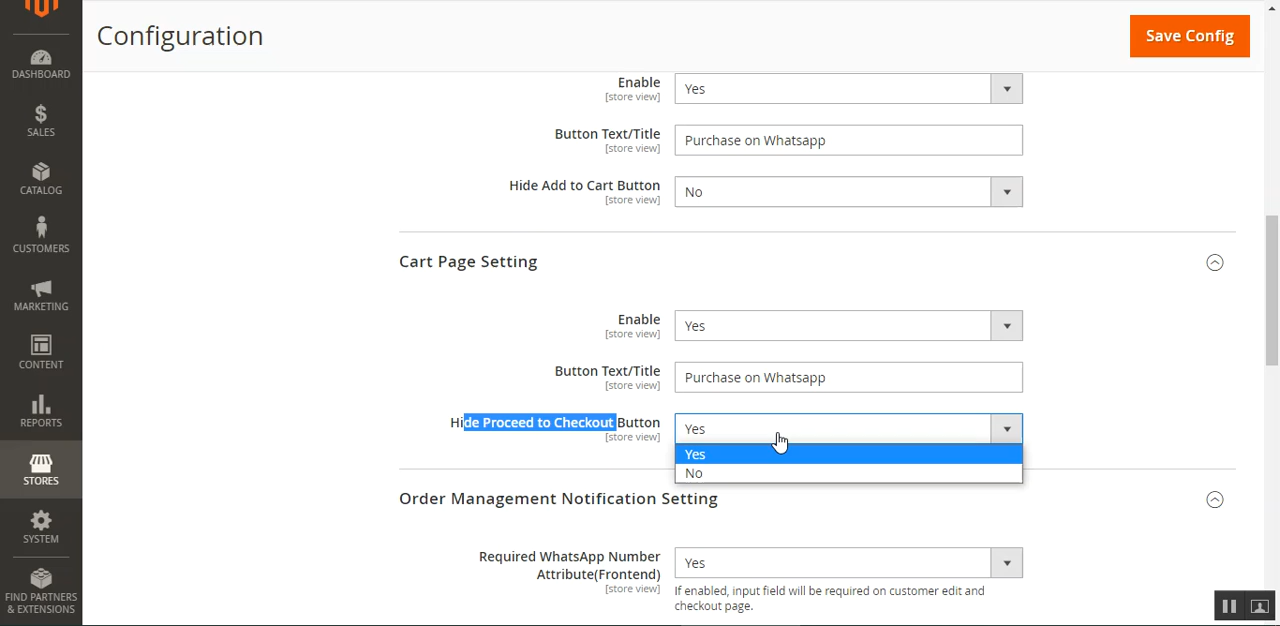 Configuration
Save Config
DASHBOARD
SALES
CATALOG
CUSTOMERS
MARKETING
CONTENT
REPORTS
STORES
SYSTEM
FIND PARTNERS
& EXTENSIONS
Enable
[store view]
Yes
Button Text/Title
[store view]
Purchase on Whatsapp
Hide Add to Cart Button
[store view]
No
Cart Page Setting
Enable
[store view]
Yes
Button Text/Title
[store view]
Purchase on Whatsapp
Hide Proceed to Checkout Button
[store view]
Yes
Yes
No
Order Management Notification Setting
Required WhatsApp Number
Attribute(Frontend)
[store view]
Yes
If enabled, input field will be required on customer edit and
checkout page.